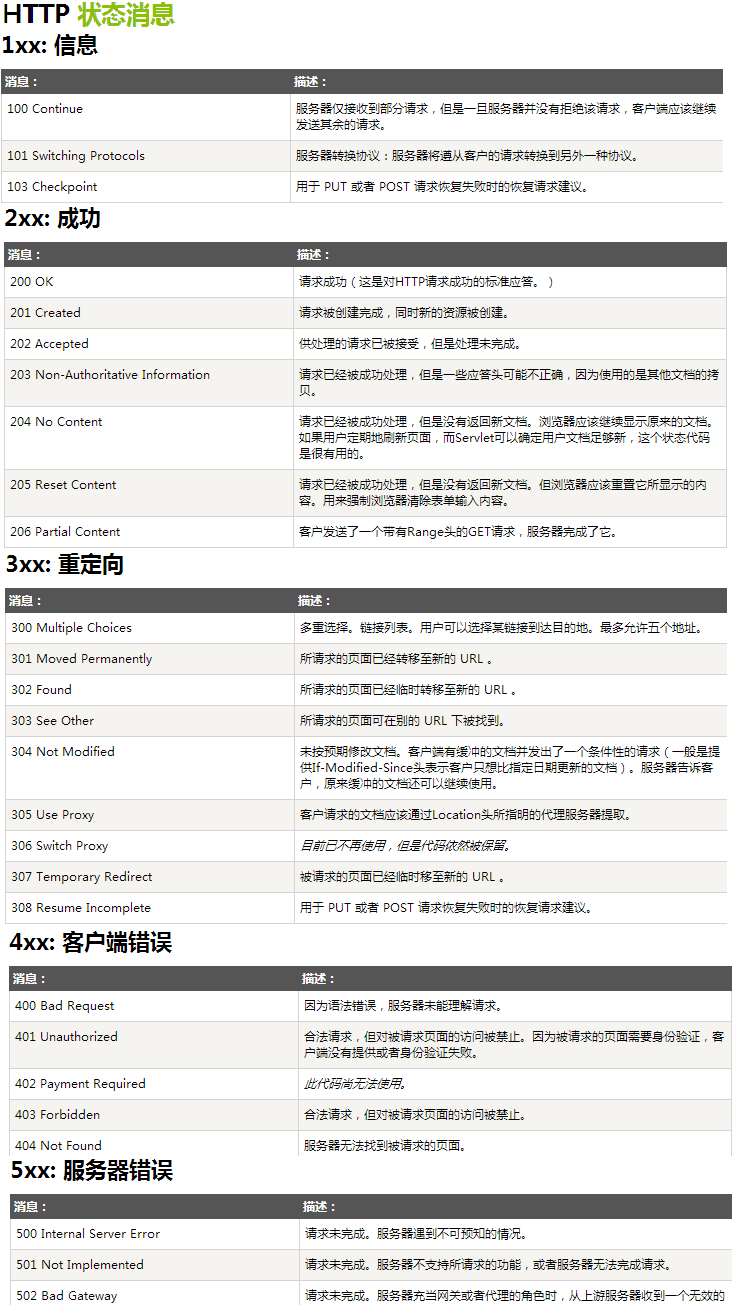 HTTP 状态消息
1xx: 信息
消息： 描述：
100 Continue 服务器仅接收到部分请求，但是一旦服务器并没有拒绝该请求，客户端应该继续
发送其余的请求。
101 Switching Protocols 服务器转换协议：服务器将遵从客户的请求转换到另外一种协议。
103 Checkpoint 用于 PUT 或者 POST 请求恢复失败时的恢复请求建议。
2xx: 成功
消息： 描述：
200 OK 请求成功（这是对HTTP请求成功的标准应答。）
201 Created 请求被创建完成，同时新的资源被创建。
202 Accepted 供处理的请求已被接受，但是处理未完成。
203 Non-Authoritative Information 请求已经被成功处理，但是一些应答头可能不正确，因为使用的是其他文档的拷
贝。
204 No Content 请求已经被成功处理，但是没有返回新文档。浏览器应该继续显示原来的文档。
如果用户定期地刷新页面，而Servlet可以确定用户文档足够新，这个状态代码
是很有用的。
205 Reset Content 请求已经被成功处理，但是没有返回新文档。但浏览器应该重置它所显示的内
容。用来强制浏览器清除表单输入内容。
206 Partial Content 客户发送了一个带有Range头的GET请求，服务器完成了它。
3xx: 重定向
消息： 描述：
300 Multiple Choices 多重选择。链接列表。用户可以选择某链接到达目的地。最多允许五个地址。
301 Moved Permanently 所请求的页面已经转移至新的 URL 。
302 Found 所请求的页面已经临时转移至新的 URL 。
303 See Other 所请求的页面可在别的 URL 下被找到。
304 Not Modified 未按预期修改文档。客户端有缓冲的文档并发出了一个条件性的请求（一般是提
供If-Modified-Since头表示客户只想比指定日期更新的文档）。服务器告诉客
户，原来缓冲的文档还可以继续使用。
305 Use Proxy 客户请求的文档应该通过Location头所指明的代理服务器提取。
306 Switch Proxy 目前已不再使用，但是代码依然被保留。
307 Temporary Redirect 被请求的页面已经临时移至新的 URL 。
308 Resume Incomplete 用于 PUT 或者 POST 请求恢复失败时的恢复请求建议。
4xx: 客户端错误
消息： 描述：
400 Bad Request 因为语法错误，服务器未能理解请求。
401 Unauthorized 合法请求，但对被请求页面的访问被禁止。因为被请求的页面需要身份验证，客
户端没有提供或者身份验证失败。
402 Payment Required 此代码尚无法使用。
403 Forbidden 合法请求，但对被请求页面的访问被禁止。
404 Not Found 服务器无法找到被请求的页面。
5xx: 服务器错误
消息： 描述：
500 Internal Server Error 请求未完成。服务器遇到不可预知的情况。
501 Not Implemented 请求未完成。服务器不支持所请求的功能，或者服务器无法完成请求。
502 Bad Gateway 请求未完成。服务器充当网关或者代理的角色时，从上游服务器收到一个无效的